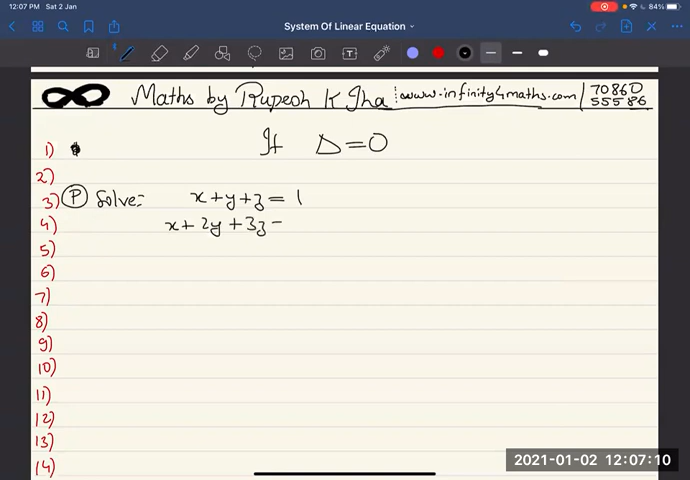 12:07 PM Sat 2 Jan 84%
System Of Linear Equation
Maths by Rupesh K Jha www.infinity4maths.com 70860 55586
1) If Δ=0
2)
3) P Solve: x+y+z = 1
4) x+2y+3z =
5)
6)
7)
8)
9)
10)
11)
12)
13)
14)
2021-01-02 12:07:10